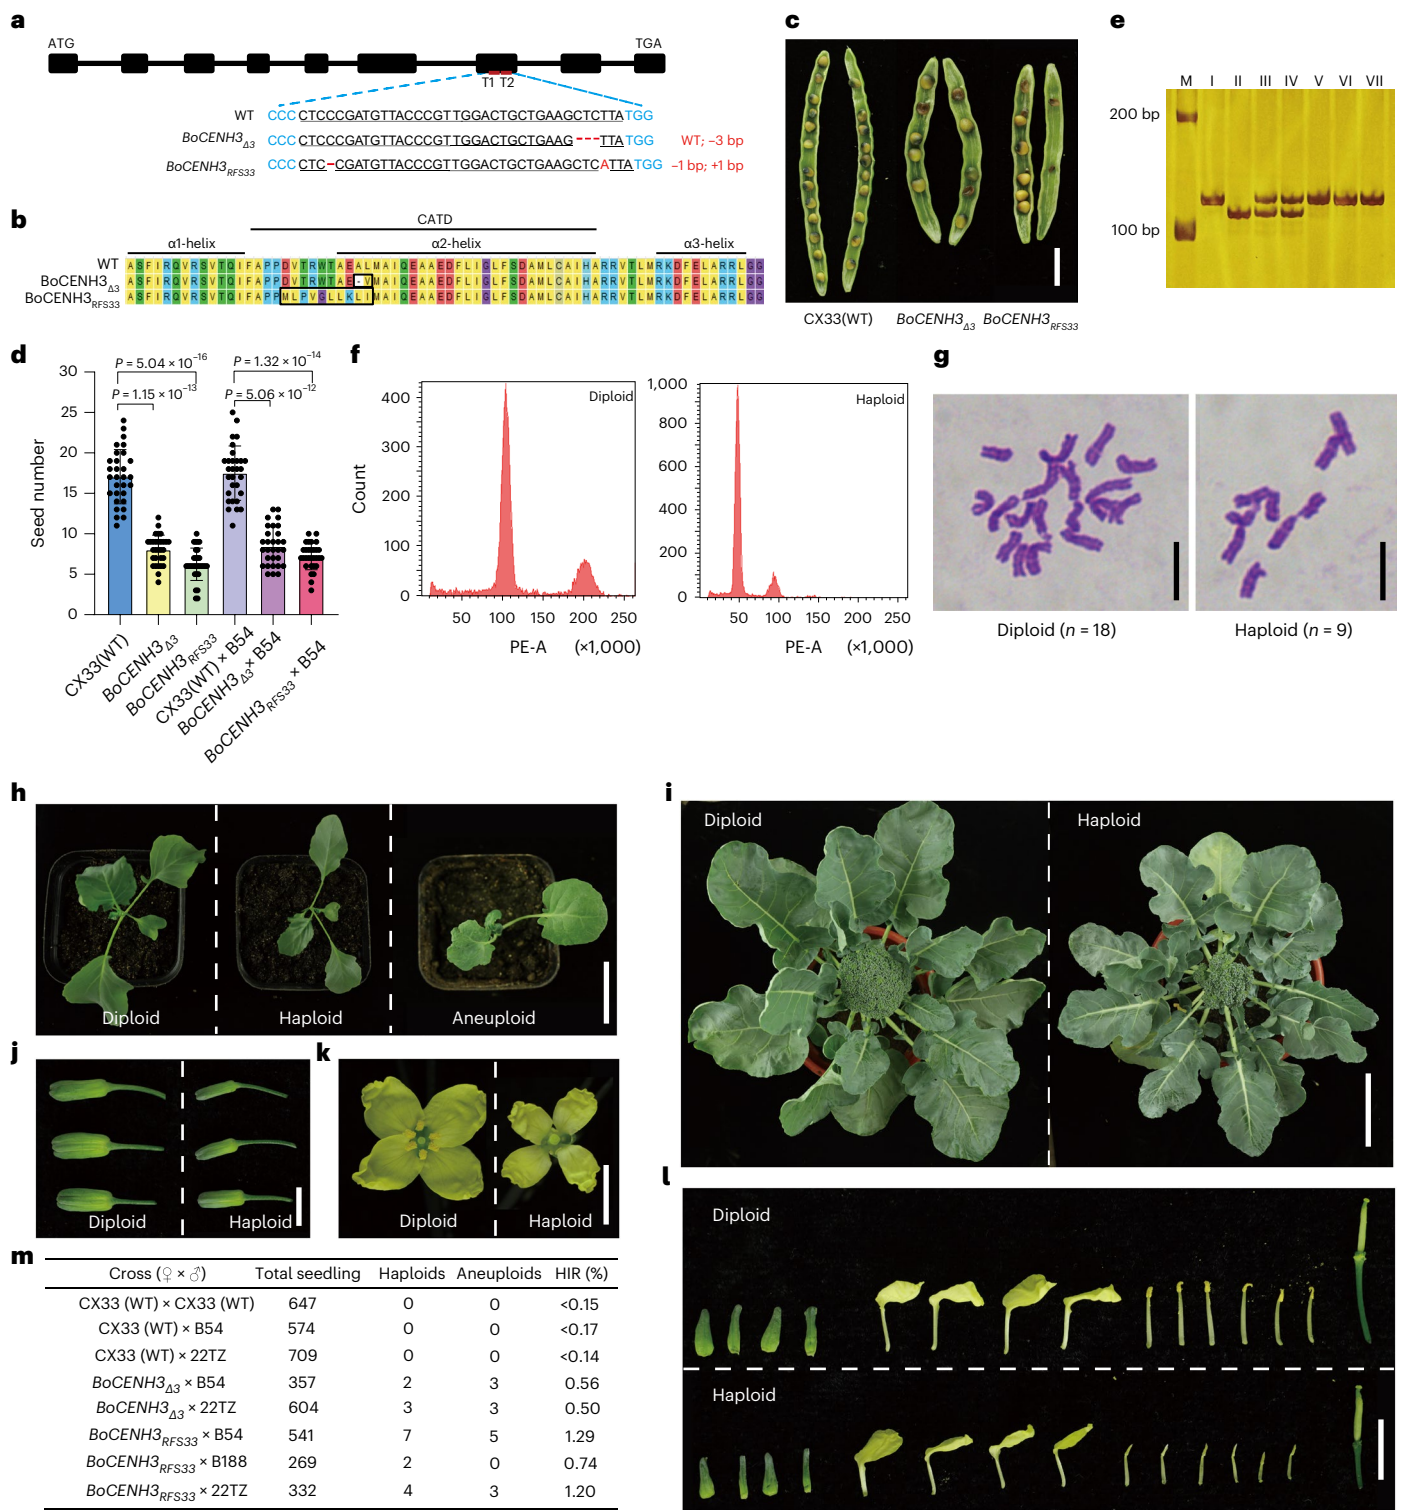 a
ATG
TGA
T1 T2
WT CCC CTCCCGATGTTACCCGTTGGACTGCTGAAGCTCTTATGG
BoCENH3Δ3 CCC CTCCCGATGTTACCCGTTGGACTGCTGAAG---TTATGG WT; –3 bp
BoCENH3RFS33 CCC CTC–CGATGTTACCCGTTGGACTGCTGAAGCTCATTATGG –1 bp; +1 bp
b
CATD
α1-helix α2-helix α3-helix
WT ASFIRQVRSVTQIFAPPDVTRWTAEALMAIQEAAEDFLIGLFSDAMLCAIHARRVTLMRKDFELARRLGG
BoCENH3Δ3 ASFIRQVRSVTQIFAPPDVTRWTAE-VMAIQEAAEDFLIGLFSDAMLCAIHARRVTLMRKDFELARRLGG
BoCENH3RFS33 ASFIRQVRSVTQIFAPPMLPVGLLKLIMAIQEAAEDFLIGLFSDAMLCAIHARRVTLMRKDFELARRLGG
c
CX33(WT) BoCENH3Δ3 BoCENH3RFS33
d
P = 5.04 × 10–16
P = 1.15 × 10–13
P = 1.32 × 10–14
P = 5.06 × 10–12
Seed number
30
25
20
15
10
5
0
CX33(WT)
BoCENH3Δ3
BoCENH3RFS33
CX33(WT) × B54
BoCENH3Δ3 × B54
BoCENH3RFS33 × B54
e
M I II III IV V VI VII
200 bp
100 bp
f
Diploid
Count
400
300
200
100
0
50 100 150 200 250
PE-A (×1,000)
Haploid
1,000
800
600
400
200
0
50 100 150 200 250
PE-A (×1,000)
g
Diploid (n = 18)
Haploid (n = 9)
h
Diploid Haploid Aneuploid
i
Diploid Haploid
j
Diploid Haploid
k
Diploid Haploid
l
Diploid
Haploid
m
Cross (♀ × ♂) Total seedling Haploids Aneuploids HIR (%)
CX33 (WT) × CX33 (WT) 647 0 0 <0.15
CX33 (WT) × B54 574 0 0 <0.17
CX33 (WT) × 22TZ 709 0 0 <0.14
BoCENH3Δ3 × B54 357 2 3 0.56
BoCENH3Δ3 × 22TZ 604 3 3 0.50
BoCENH3RFS33 × B54 541 7 5 1.29
BoCENH3RFS33 × B188 269 2 0 0.74
BoCENH3RFS33 × 22TZ 332 4 3 1.20